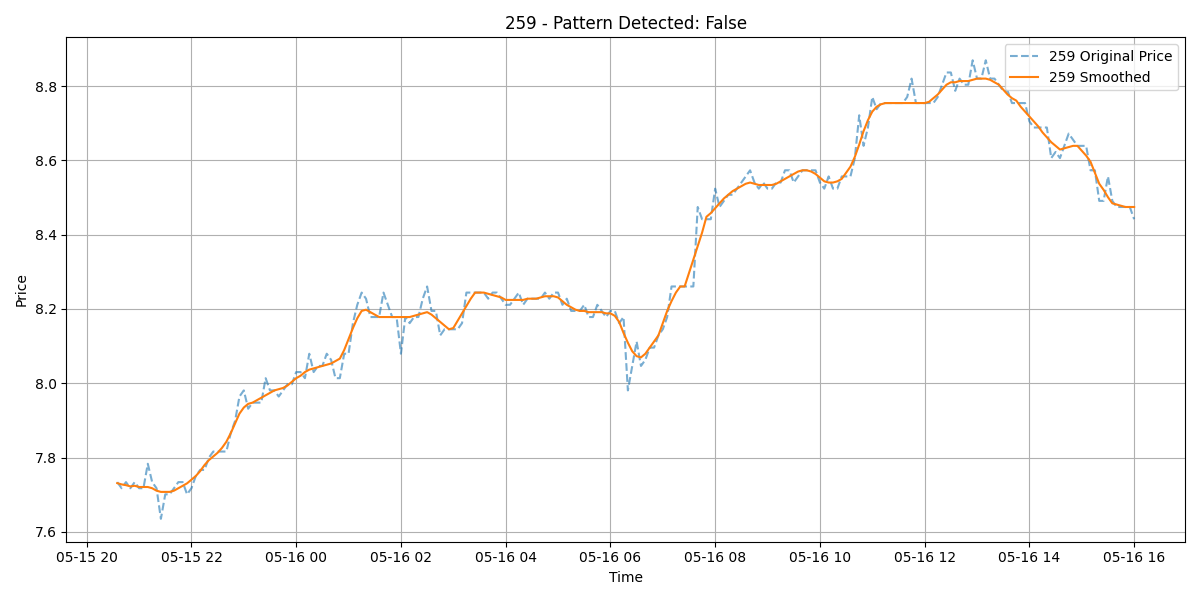 259 - Pattern Detected: False
259 Original Price
259 Smoothed
Price
8.8
8.6
8.4
8.2
8.0
7.8
7.6
05-15 20 05-15 22 05-16 00 05-16 02 05-16 04 05-16 06 05-16 08 05-16 10 05-16 12 05-16 14 05-16 16
Time